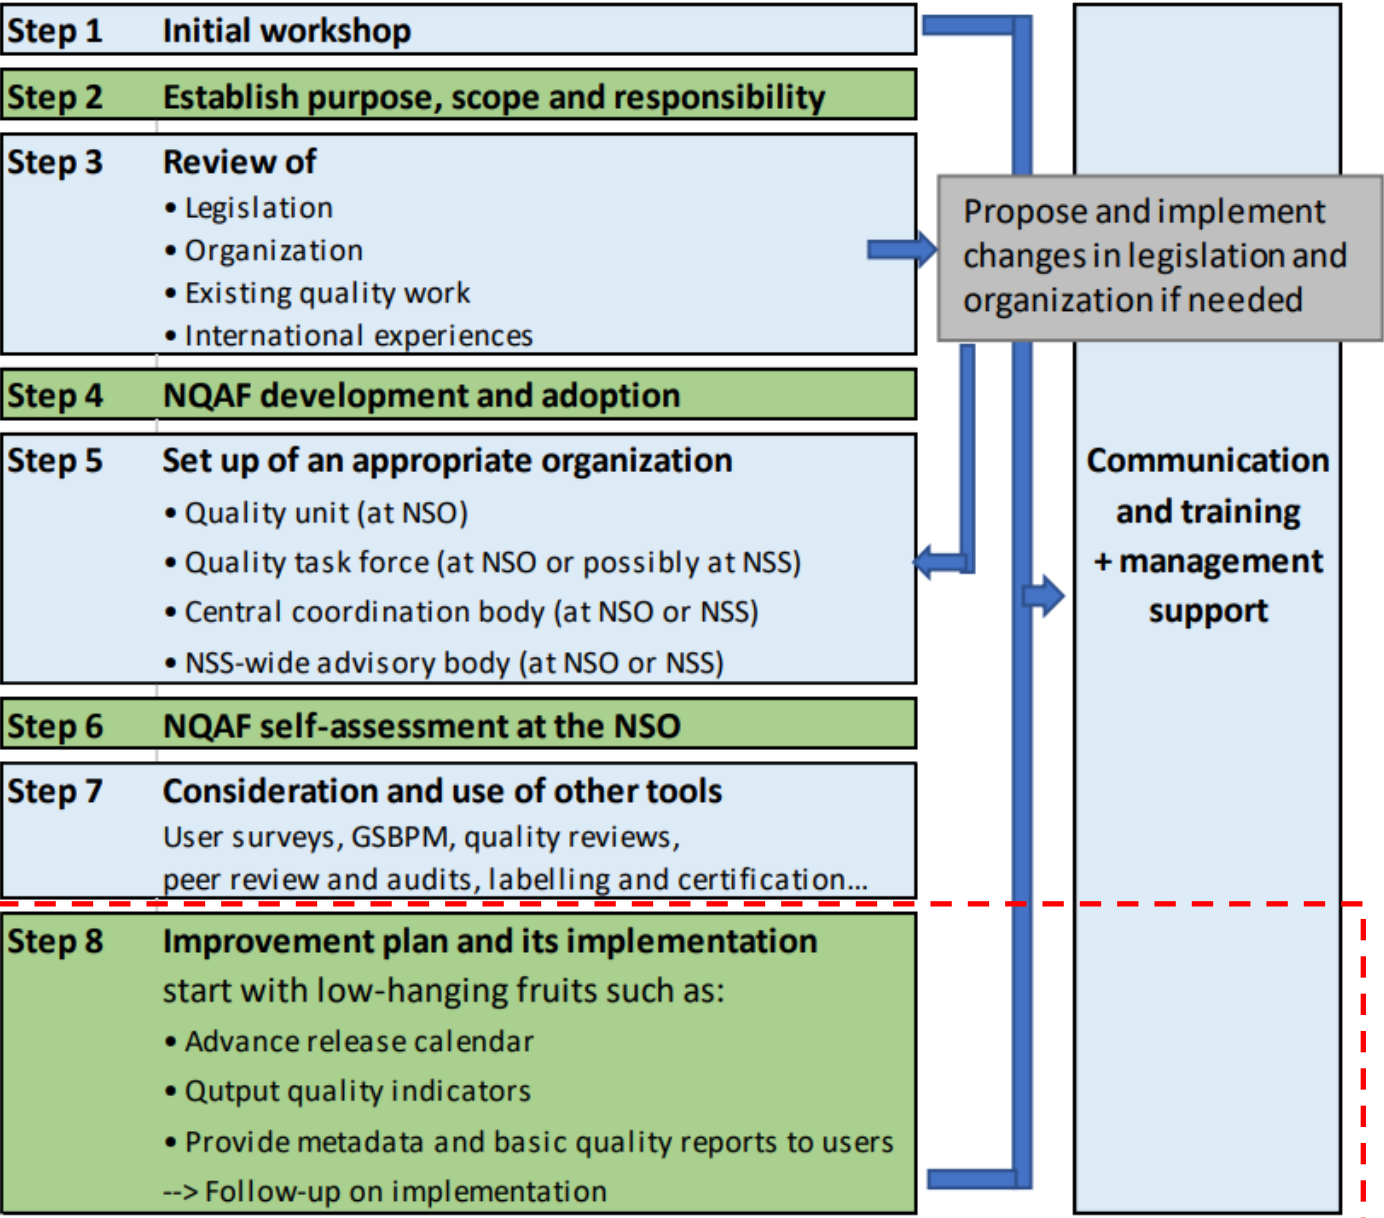 Step 1 Initial workshop
Step 2 Establish purpose, scope and responsibility
Step 3 Review of
• Legislation
• Organization
• Existing quality work
• International experiences
Propose and implement
changes in legislation and
organization if needed
Step 4 NQAF development and adoption
Step 5 Set up of an appropriate organization
• Quality unit (at NSO)
• Quality task force (at NSO or possibly at NSS)
• Central coordination body (at NSO or NSS)
• NSS-wide advisory body (at NSO or NSS)
Step 6 NQAF self-assessment at the NSO
Step 7 Consideration and use of other tools
User surveys, GSBPM, quality reviews,
peer review and audits, labelling and certification...
Step 8 Improvement plan and its implementation
start with low-hanging fruits such as:
• Advance release calendar
• Qutput quality indicators
• Provide metadata and basic quality reports to users
--> Follow-up on implementation
Communication
and training
+ management
support